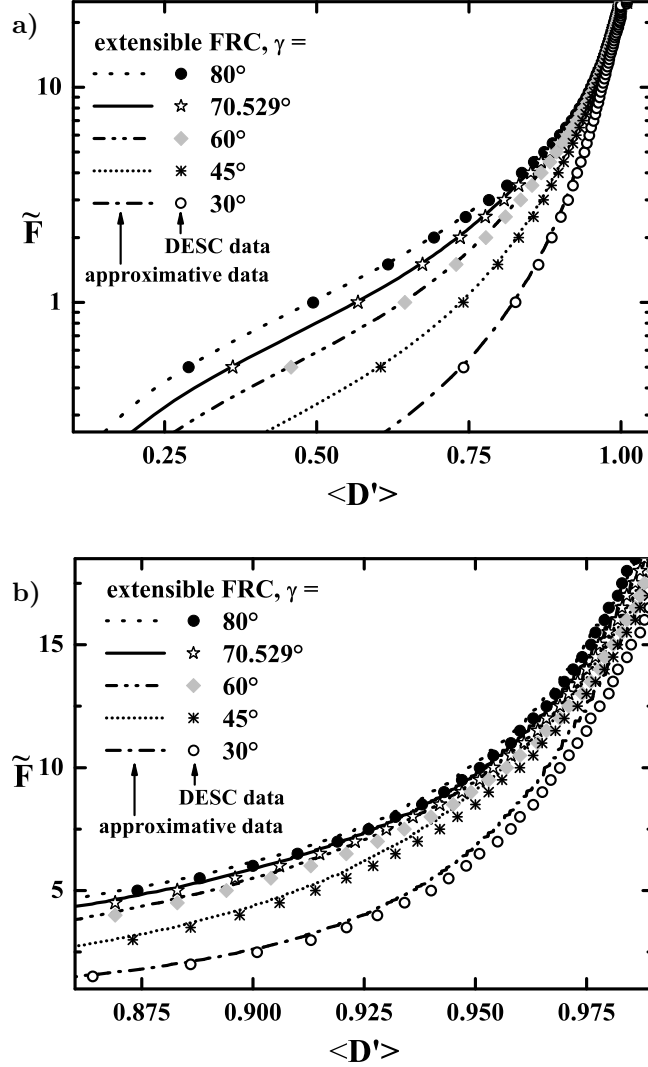 a)
extensible FRC, γ =
80°
70.529°
60°
45°
30°
DESC data
approximative data
F̃
10
1
0.25 0.50 0.75 1.00
<D'>
b)
extensible FRC, γ =
80°
70.529°
60°
45°
30°
DESC data
approximative data
F̃
15
10
5
0.875 0.900 0.925 0.950 0.975
<D'>